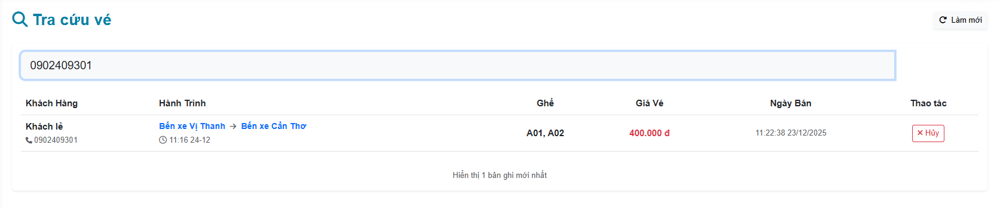 Tra cứu vé
Làm mới
0902409301
Khách Hàng Hành Trình Ghế Giá Vé Ngày Bán Thao tác
Khách lẻ Bến xe Vị Thanh → Bến xe Cần Thơ A01, A02 400.000 đ 11:22:38 23/12/2025 Hủy
0902409301 11:16 24-12
Hiển thị 1 bản ghi mới nhất